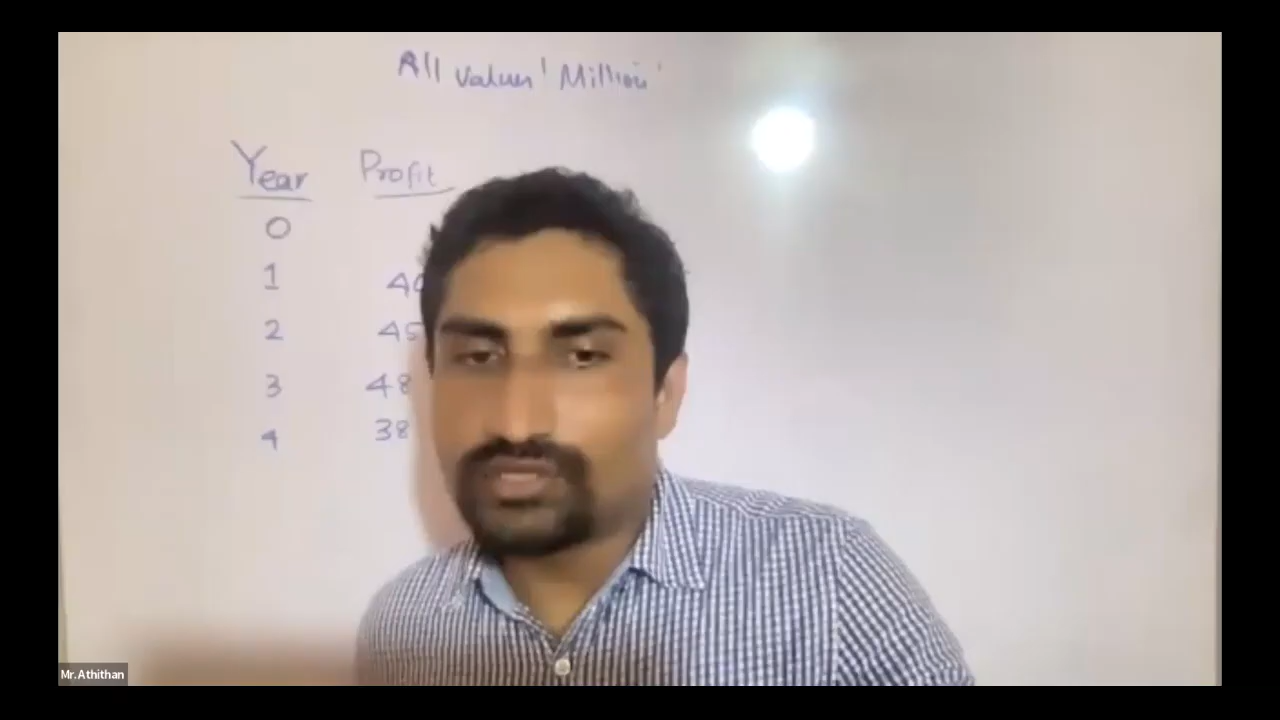 All values 'Million'
Year Profit
0
1 40
2 45
3 48
4 38
Mr.Athithan